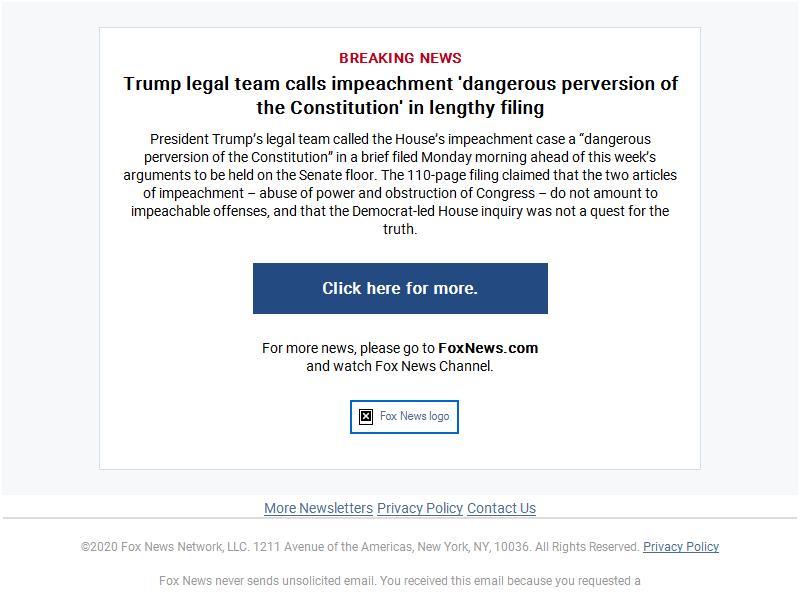 BREAKING NEWS
Trump legal team calls impeachment 'dangerous perversion of
the Constitution' in lengthy filing
President Trump’s legal team called the House’s impeachment case a “dangerous
perversion of the Constitution” in a brief filed Monday morning ahead of this week’s
arguments to be held on the Senate floor. The 110-page filing claimed that the two articles
of impeachment – abuse of power and obstruction of Congress – do not amount to
impeachable offenses, and that the Democrat-led House inquiry was not a quest for the
truth.
Click here for more.
For more news, please go to FoxNews.com
and watch Fox News Channel.
Fox News logo
More Newsletters Privacy Policy Contact Us
©2020 Fox News Network, LLC. 1211 Avenue of the Americas, New York, NY, 10036. All Rights Reserved. Privacy Policy
Fox News never sends unsolicited email. You received this email because you requested a